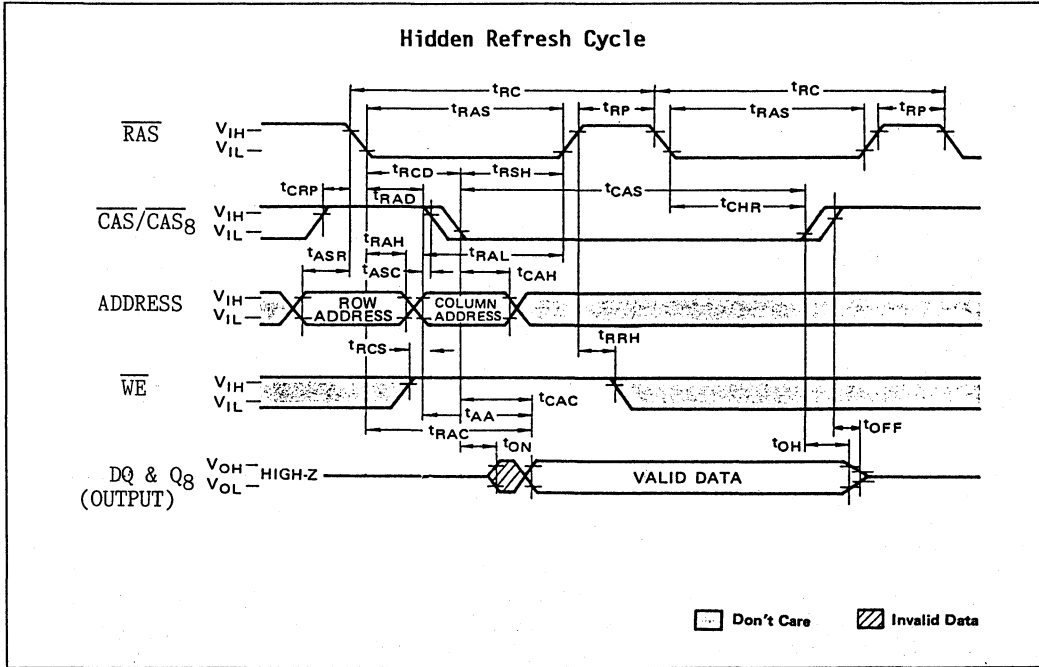 Hidden Refresh Cycle
tRC tRC
tRAS tRP tRAS tRP
RAS VIH
VIL
tRCD tRSH
tCRP tRAD tCAS
CAS/CAS8 VIH
VIL
tCHR
tASR tRAH tRAL
tASC tCAH
ADDRESS VIH
VIL
ROW ADDRESS
COLUMN ADDRESS
tRCS tRRH
WE VIH
VIL
tCAC
tAA
tRAC
tON tOH tOFF
DQ & Q8
(OUTPUT)
VOH
VOL
HIGH-Z
VALID DATA
Don't Care Invalid Data